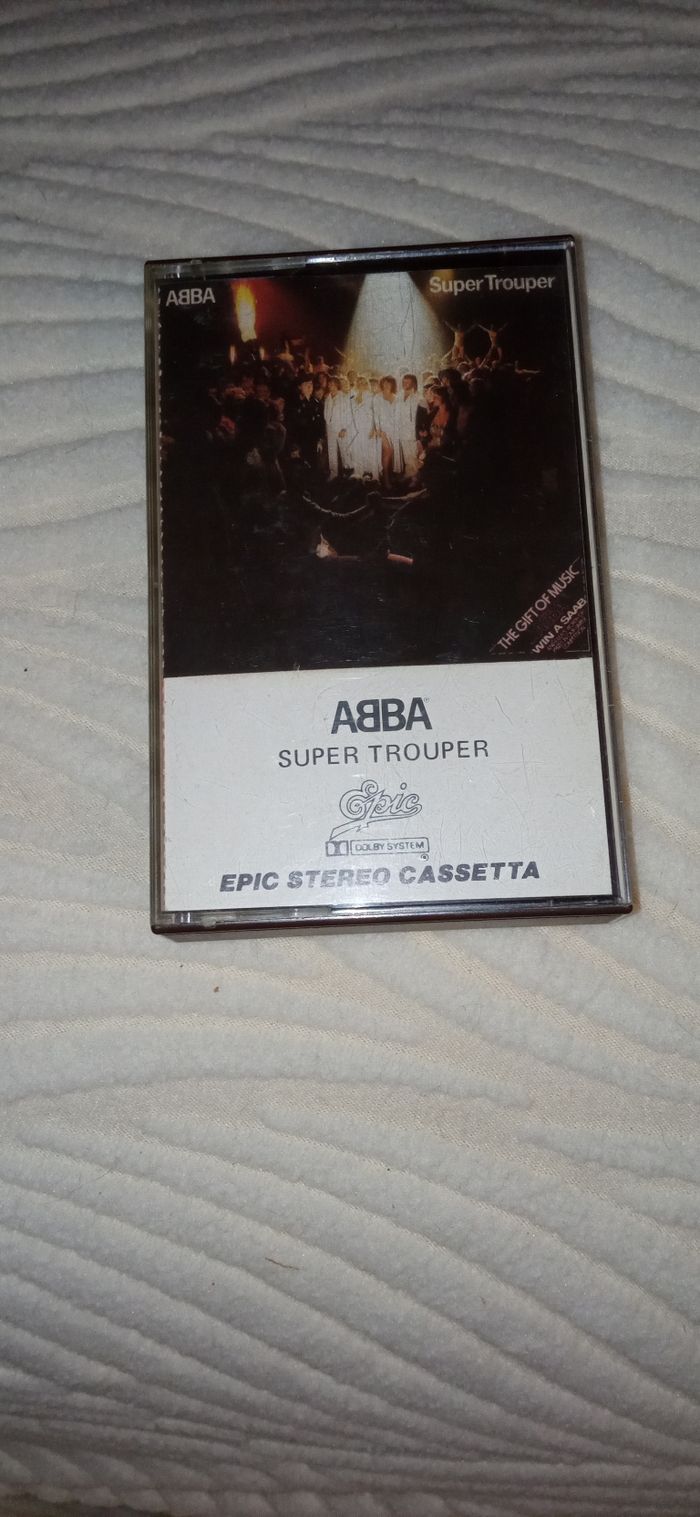 ABBA
Super Trouper
THE GIFT OF MUSIC
WIN A SAAB
ABBA
SUPER TROUPER
Epic
DOLBY SYSTEM
EPIC STEREO CASSETTA